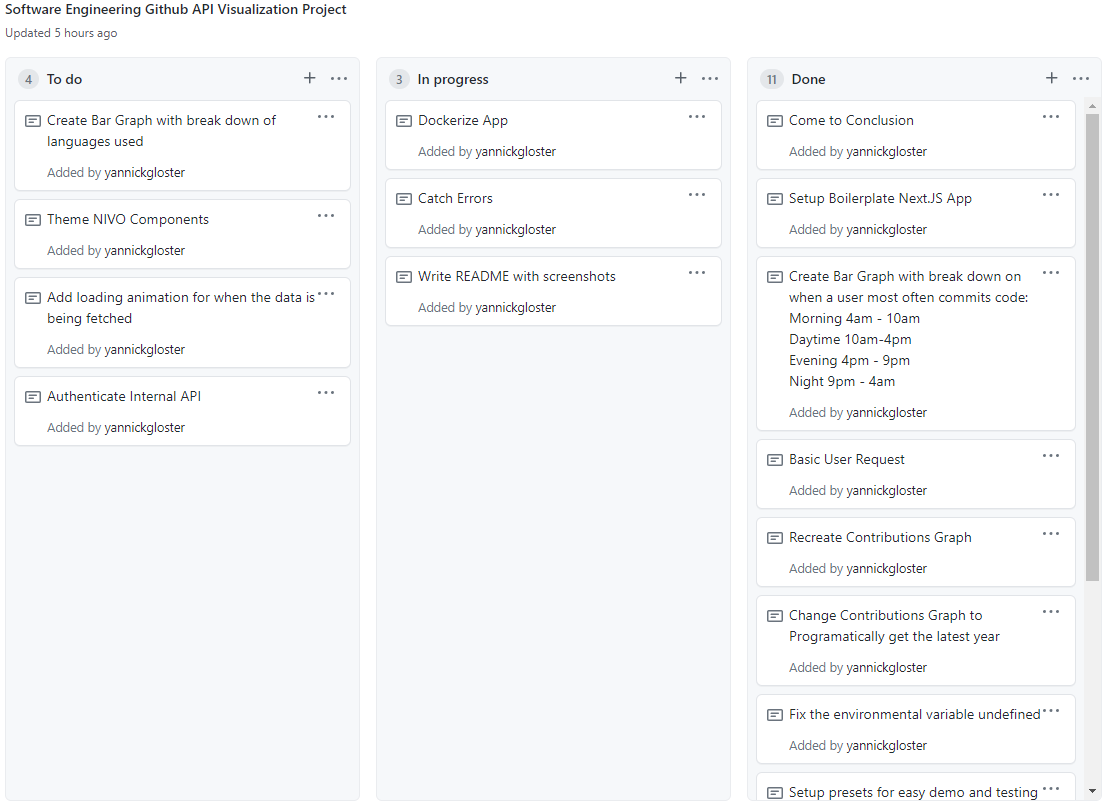 Software Engineering Github API Visualization Project
Updated 5 hours ago
4 To do
Create Bar Graph with break down of
languages used
Added by yannickgloster
Theme NIVO Components
Added by yannickgloster
Add loading animation for when the data is
being fetched
Added by yannickgloster
Authenticate Internal API
Added by yannickgloster
3 In progress
Dockerize App
Added by yannickgloster
Catch Errors
Added by yannickgloster
Write README with screenshots
Added by yannickgloster
11 Done
Come to Conclusion
Added by yannickgloster
Setup Boilerplate Next.JS App
Added by yannickgloster
Create Bar Graph with break down on
when a user most often commits code:
Morning 4am - 10am
Daytime 10am-4pm
Evening 4pm - 9pm
Night 9pm - 4am
Added by yannickgloster
Basic User Request
Added by yannickgloster
Recreate Contributions Graph
Added by yannickgloster
Change Contributions Graph to
Programatically get the latest year
Added by yannickgloster
Fix the environmental variable undefined
Added by yannickgloster
Setup presets for easy demo and testing